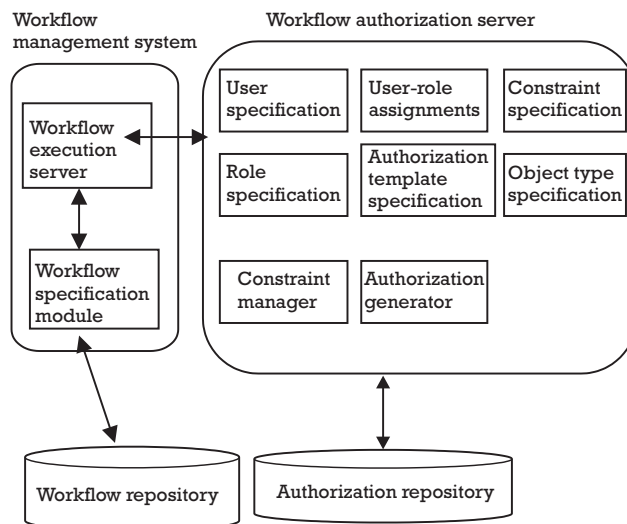 Workflow
management system
Workflow authorization server
User
specification
User-role
assignments
Constraint
specification
Workflow
execution
server
Role
specification
Authorization
template
specification
Object type
specification
Workflow
specification
module
Constraint
manager
Authorization
generator
Workflow repository
Authorization repository